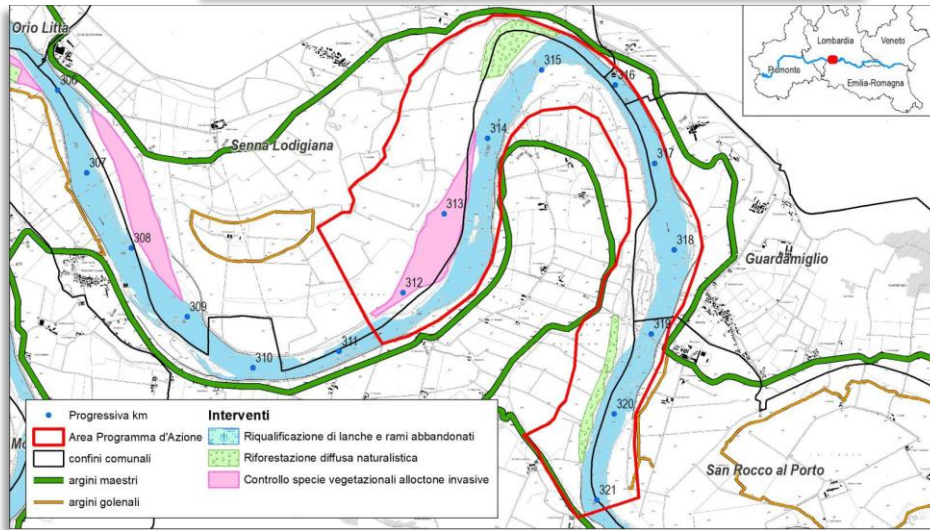 Orio Litta
Senna Lodigiana
Guardamiglio
San Rocco al Porto
306
307
308
309
310
311
312
313
314
315
316
317
318
319
320
321
Lombardia
Veneto
Piemonte
Emilia-Romagna
Progressiva km
Area Programma d'Azione
confini comunali
argini maestri
argini golenali
Interventi
Riqualificazione di lanche e rami abbandonati
Riforestazione diffusa naturalistica
Controllo specie vegetazionali alloctone invasive